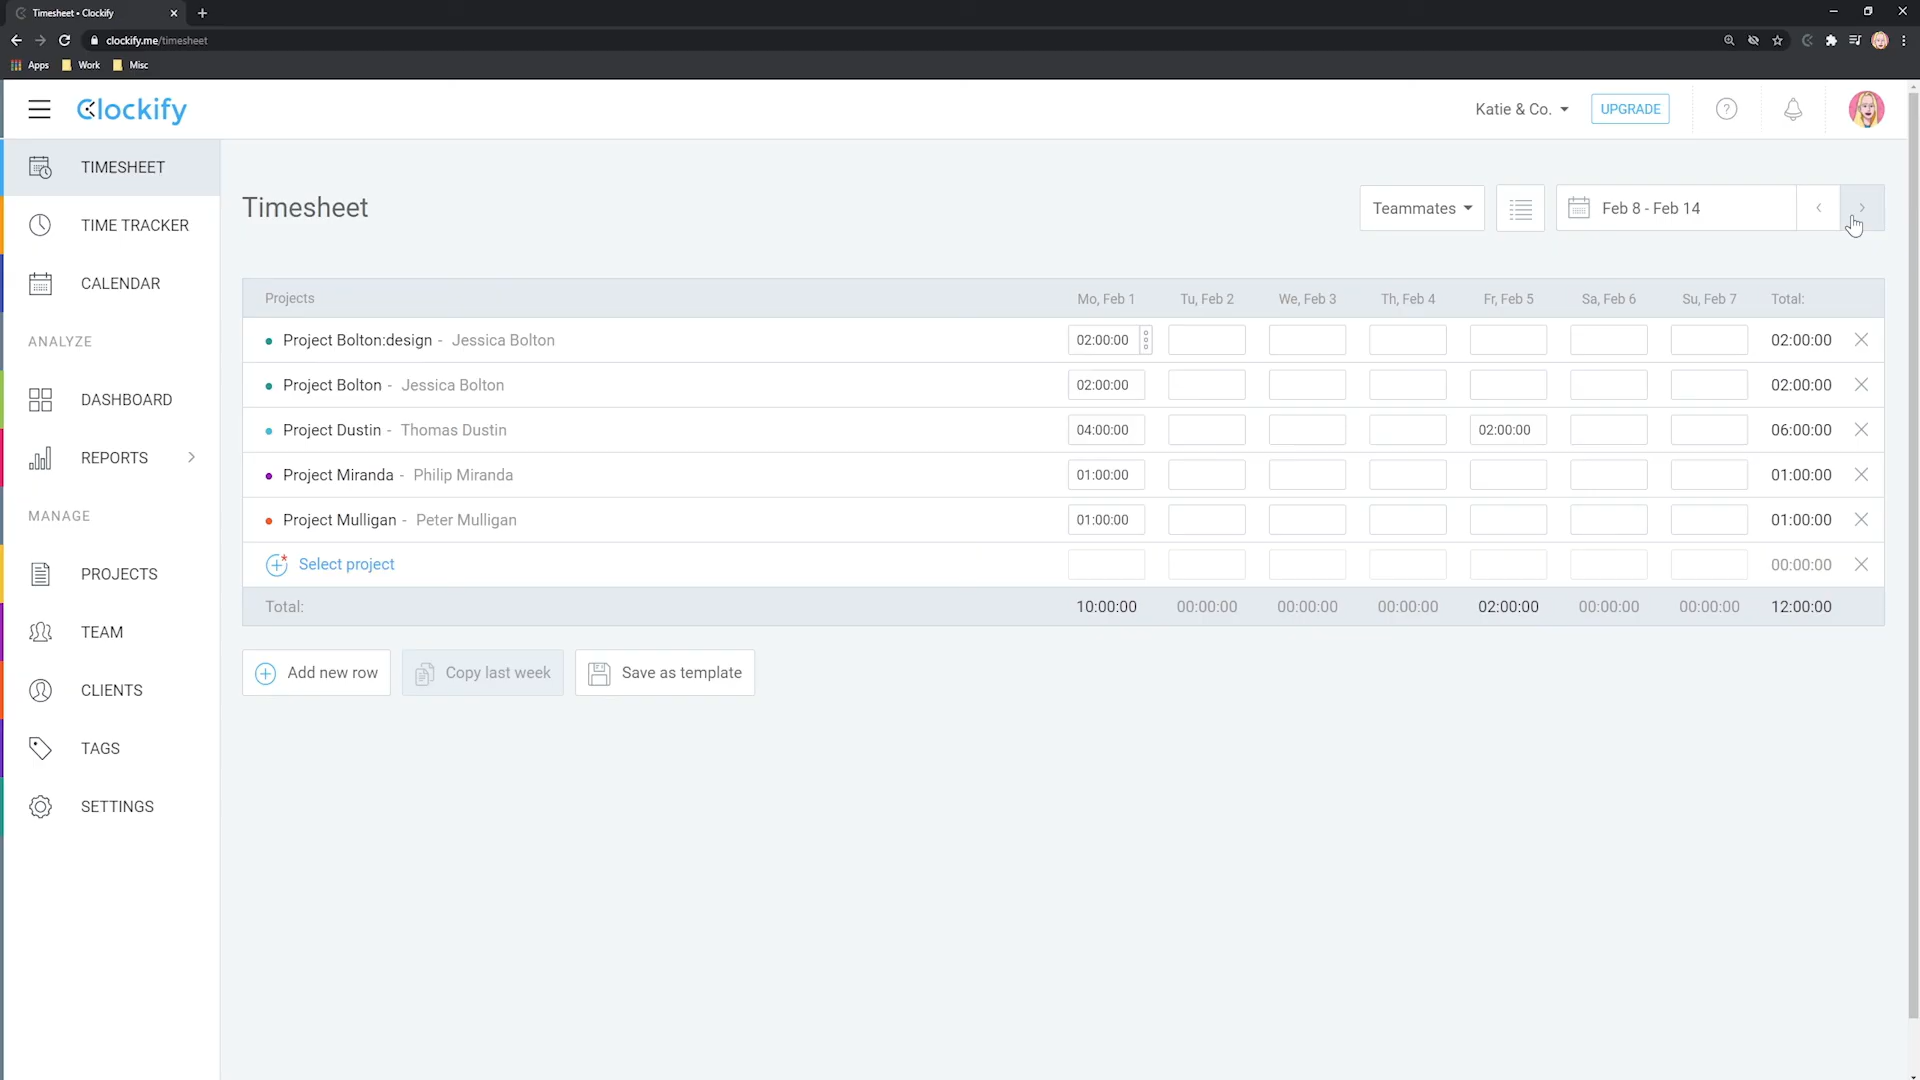 Timesheet • Clockify
clockify.me/timesheet
Apps Work Misc
Clockify
Katie & Co. UPGRADE
TIMESHEET
TIME TRACKER
CALENDAR
ANALYZE
DASHBOARD
REPORTS
MANAGE
PROJECTS
TEAM
CLIENTS
TAGS
SETTINGS
Timesheet
Teammates Feb 8 - Feb 14
Projects Mo, Feb 1 Tu, Feb 2 We, Feb 3 Th, Feb 4 Fr, Feb 5 Sa, Feb 6 Su, Feb 7 Total:
Project Bolton:design - Jessica Bolton 02:00:00 02:00:00
Project Bolton - Jessica Bolton 02:00:00 02:00:00
Project Dustin - Thomas Dustin 04:00:00 02:00:00 06:00:00
Project Miranda - Philip Miranda 01:00:00 01:00:00
Project Mulligan - Peter Mulligan 01:00:00 01:00:00
Select project 00:00:00
Total: 10:00:00 00:00:00 00:00:00 00:00:00 02:00:00 00:00:00 00:00:00 12:00:00
Add new row Copy last week Save as template